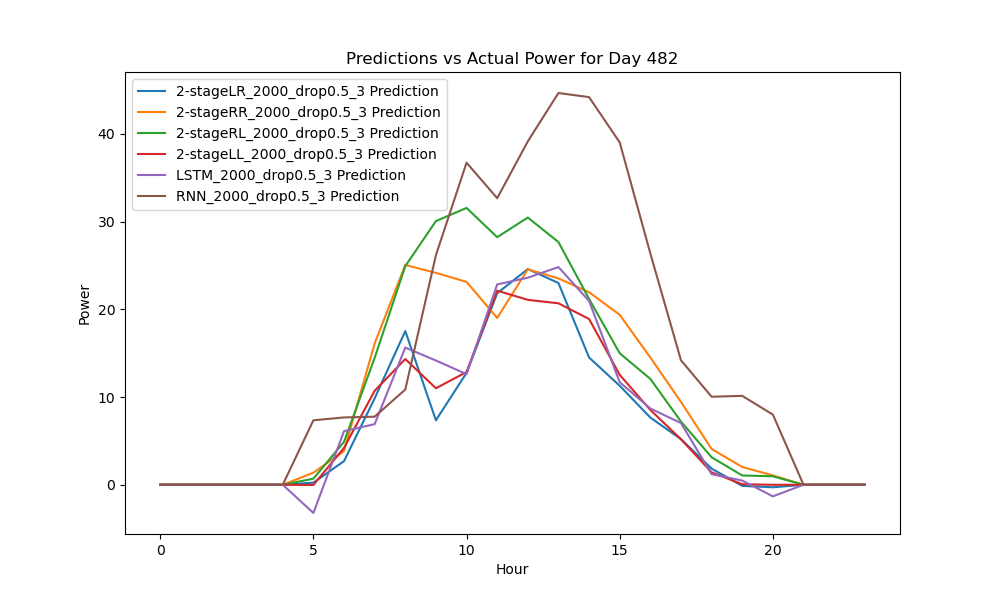 Predictions vs Actual Power for Day 482
2-stageLR_2000_drop0.5_3 Prediction
2-stageRR_2000_drop0.5_3 Prediction
2-stageRL_2000_drop0.5_3 Prediction
2-stageLL_2000_drop0.5_3 Prediction
LSTM_2000_drop0.5_3 Prediction
RNN_2000_drop0.5_3 Prediction
40
30
20
10
0
Power
0 5 10 15 20
Hour